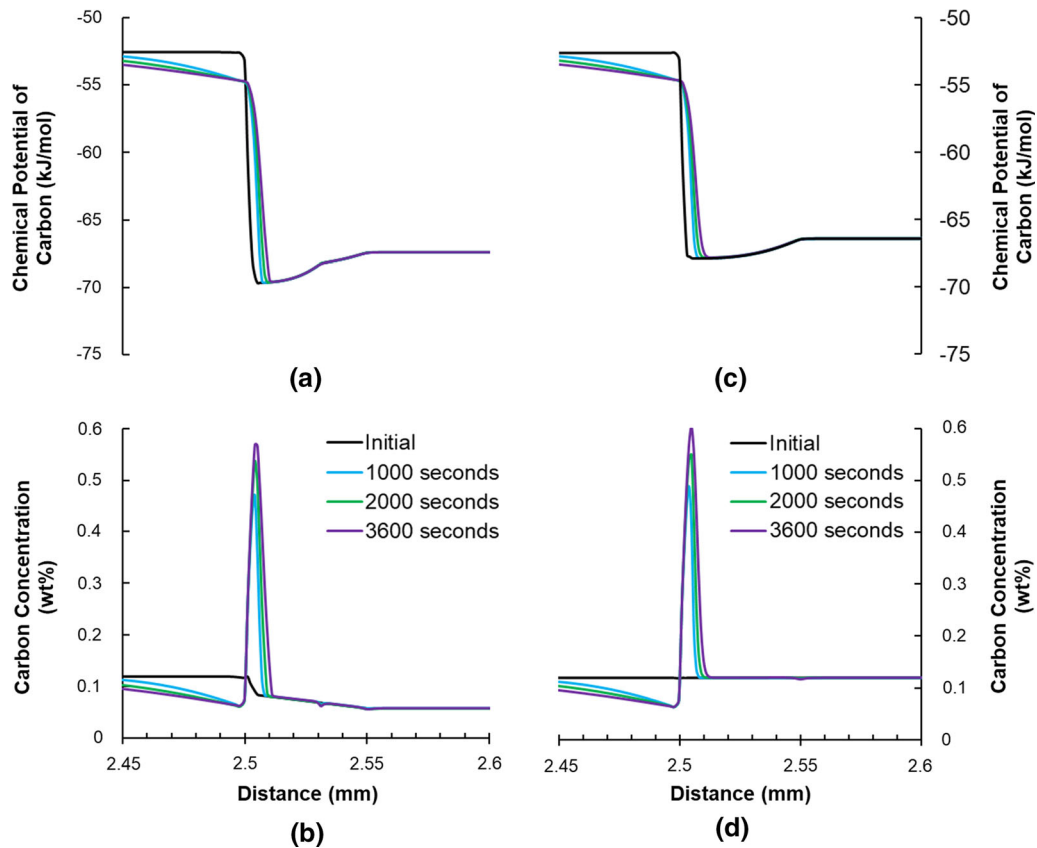 -50
-55
-60
-65
-70
-75
Chemical Potential of
Carbon (kJ/mol)
(a)
-50
-55
-60
-65
-70
-75
Chemical Potential of
Carbon (kJ/mol)
(c)
0.6
0.5
0.4
0.3
0.2
0.1
0
Carbon Concentration
(wt%)
Initial
1000 seconds
2000 seconds
3600 seconds
2.45
2.5
2.55
2.6
Distance (mm)
(b)
Initial
1000 seconds
2000 seconds
3600 seconds
0.6
0.5
0.4
0.3
0.2
0.1
0
Carbon Concentration
(wt%)
2.45
2.5
2.55
2.6
Distance (mm)
(d)